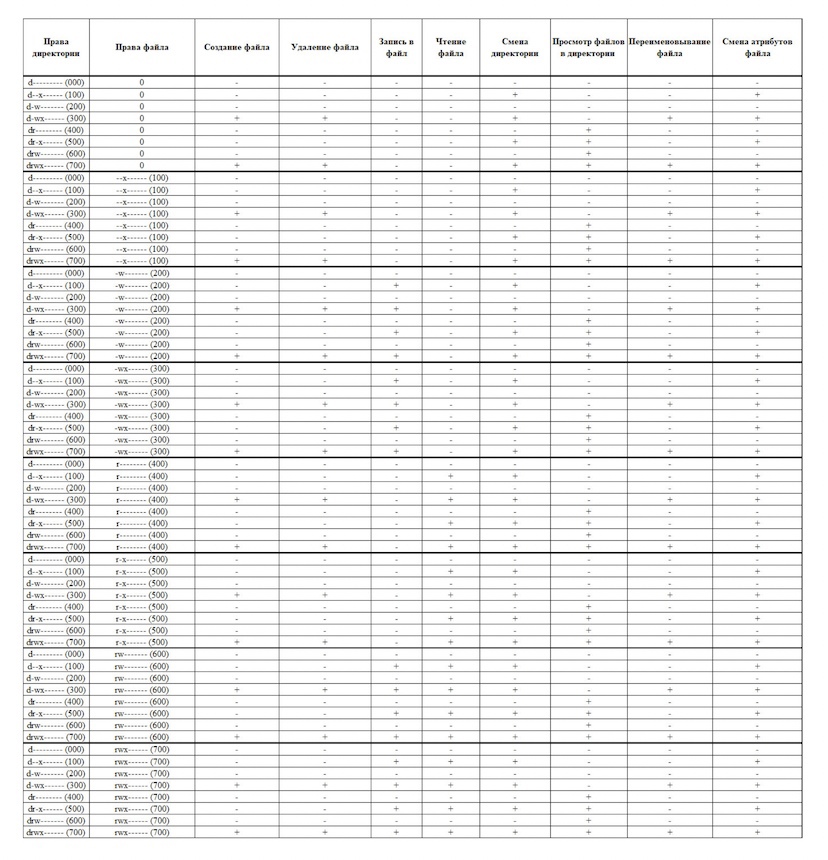 Права директории Права файла Создание файла Удаление файла Запись в файл Чтение файла Смена директории Просмотр файлов в директории Переименовывание файла Смена атрибутов файла
d--------- (000) 0 - - - - - - - -
d--x------ (100) 0 - - - - + - - +
d-w------- (200) 0 - - - - - - - -
d-wx------ (300) 0 + + - - + - + +
dr-------- (400) 0 - - - - - + - -
dr-x------ (500) 0 - - - - + + - +
drw------- (600) 0 - - - - - + - -
drwx------ (700) 0 + + - - + + + +
d--------- (000) --x------ (100) - - - - - - - -
d--x------ (100) --x------ (100) - - - - + - - +
d-w------- (200) --x------ (100) - - - - - - - -
d-wx------ (300) --x------ (100) + + - - + - + +
dr-------- (400) --x------ (100) - - - - - + - -
dr-x------ (500) --x------ (100) - - - - + + - +
drw------- (600) --x------ (100) - - - - - + - -
drwx------ (700) --x------ (100) + + - - + + + +
d--------- (000) -w------- (200) - - - - - - - -
d--x------ (100) -w------- (200) - - + - + - - +
d-w------- (200) -w------- (200) - - - - - - - -
d-wx------ (300) -w------- (200) + + + - + - + +
dr-------- (400) -w------- (200) - - - - - + - -
dr-x------ (500) -w------- (200) - - + - + + - +
drw------- (600) -w------- (200) - - - - - + - -
drwx------ (700) -w------- (200) + + + - + + + +
d--------- (000) -wx------ (300) - - - - - - - -
d--x------ (100) -wx------ (300) - - + - + - - +
d-w------- (200) -wx------ (300) - - - - - - - -
d-wx------ (300) -wx------ (300) + + + - + - + +
dr-------- (400) -wx------ (300) - - - - - + - -
dr-x------ (500) -wx------ (300) - - + - + + - +
drw------- (600) -wx------ (300) - - - - - + - -
drwx------ (700) -wx------ (300) + + + - + + + +
d--------- (000) r-------- (400) - - - - - - - -
d--x------ (100) r-------- (400) - - - + + - - +
d-w------- (200) r-------- (400) - - - - - - - -
d-wx------ (300) r-------- (400) + + - + + - + +
dr-------- (400) r-------- (400) - - - - - + - -
dr-x------ (500) r-------- (400) - - - + + + - +
drw------- (600) r-------- (400) - - - - - + - -
drwx------ (700) r-------- (400) + + - + + + + +
d--------- (000) r-x------ (500) - - - - - - - -
d--x------ (100) r-x------ (500) - - - + + - - +
d-w------- (200) r-x------ (500) - - - - - - - -
d-wx------ (300) r-x------ (500) + + - + + - + +
dr-------- (400) r-x------ (500) - - - - - + - -
dr-x------ (500) r-x------ (500) - - - + + + - +
drw------- (600) r-x------ (500) - - - - - + - -
drwx------ (700) r-x------ (500) + + - + + + + +
d--------- (000) rw------- (600) - - - - - - - -
d--x------ (100) rw------- (600) - - + + + - - +
d-w------- (200) rw------- (600) - - - - - - - -
d-wx------ (300) rw------- (600) + + + + + - + +
dr-------- (400) rw------- (600) - - - - - + - -
dr-x------ (500) rw------- (600) - - + + + + - +
drw------- (600) rw------- (600) - - - - - + - -
drwx------ (700) rw------- (600) + + + + + + + +
d--------- (000) rwx------ (700) - - - - - - - -
d--x------ (100) rwx------ (700) - - + + + - - +
d-w------- (200) rwx------ (700) - - - - - - - -
d-wx------ (300) rwx------ (700) + + + + + - + +
dr-------- (400) rwx------ (700) - - - - - + - -
dr-x------ (500) rwx------ (700) - - + + + + - +
drw------- (600) rwx------ (700) - - - - - + - -
drwx------ (700) rwx------ (700) + + + + + + + +